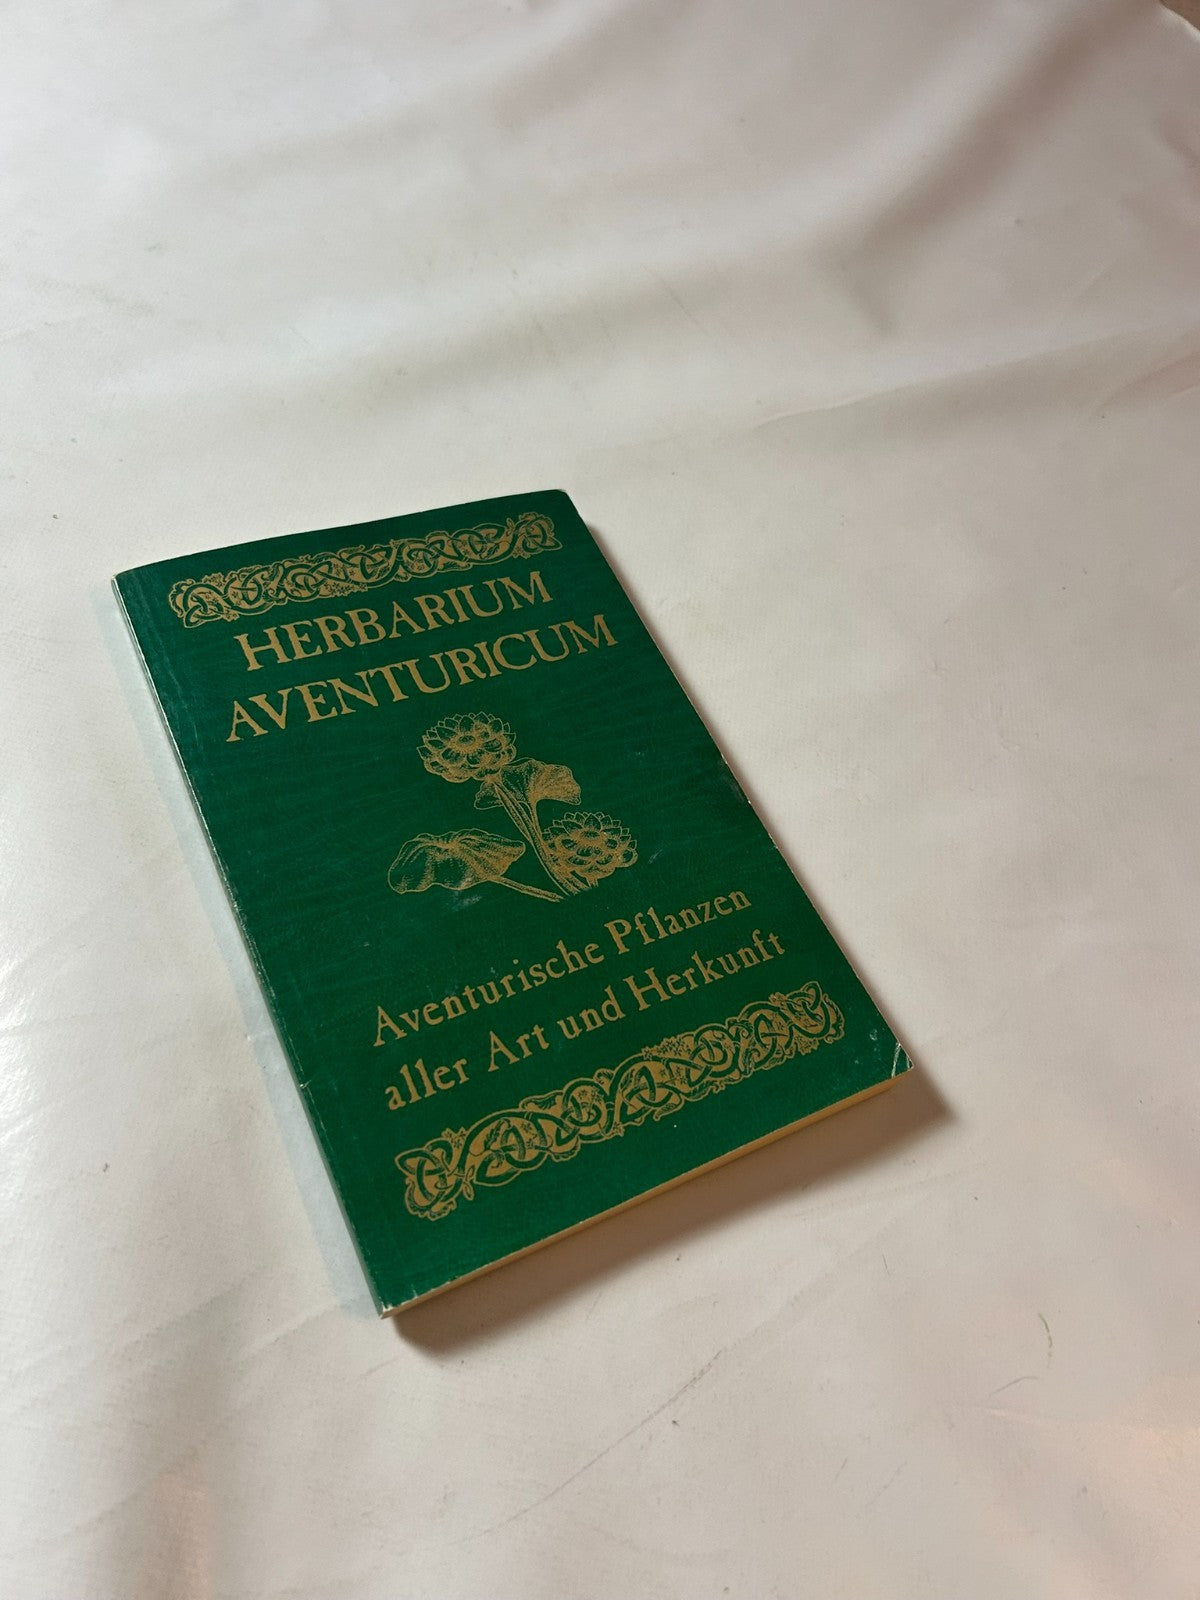 HERBARIUM
AVENTURICUM
Aventurische Pflanzen
aller Art und Herkunft